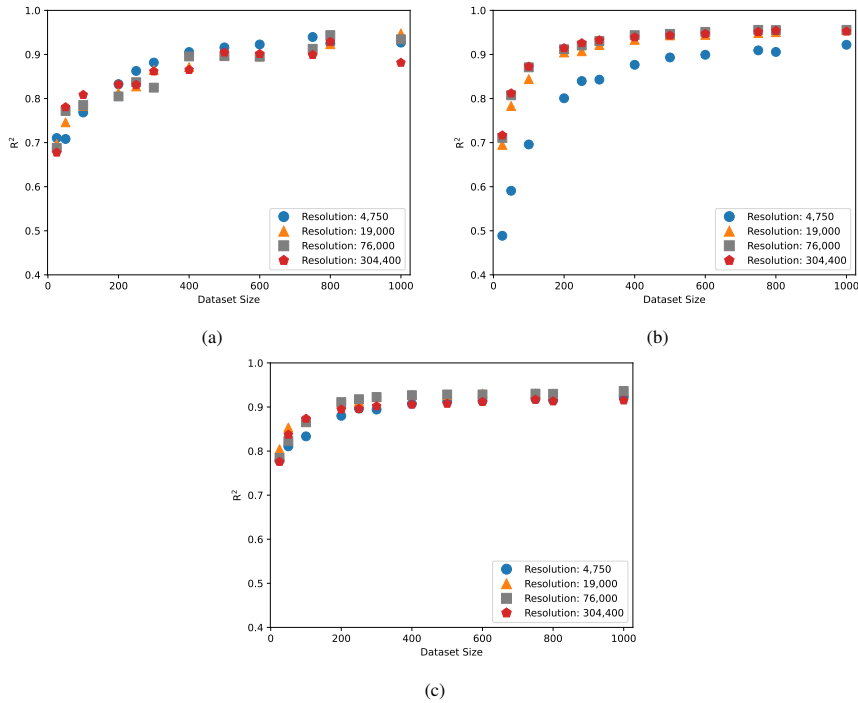 1.0
0.9
0.8
0.7
0.6
0.5
0.4
R²
0 200 400 600 800 1000
Dataset Size
Resolution: 4,750
Resolution: 19,000
Resolution: 76,000
Resolution: 304,400
(a)
1.0
0.9
0.8
0.7
0.6
0.5
0.4
R²
0 200 400 600 800 1000
Dataset Size
Resolution: 4,750
Resolution: 19,000
Resolution: 76,000
Resolution: 304,400
(b)
1.0
0.9
0.8
0.7
0.6
0.5
0.4
R²
0 200 400 600 800 1000
Dataset Size
Resolution: 4,750
Resolution: 19,000
Resolution: 76,000
Resolution: 304,400
(c)